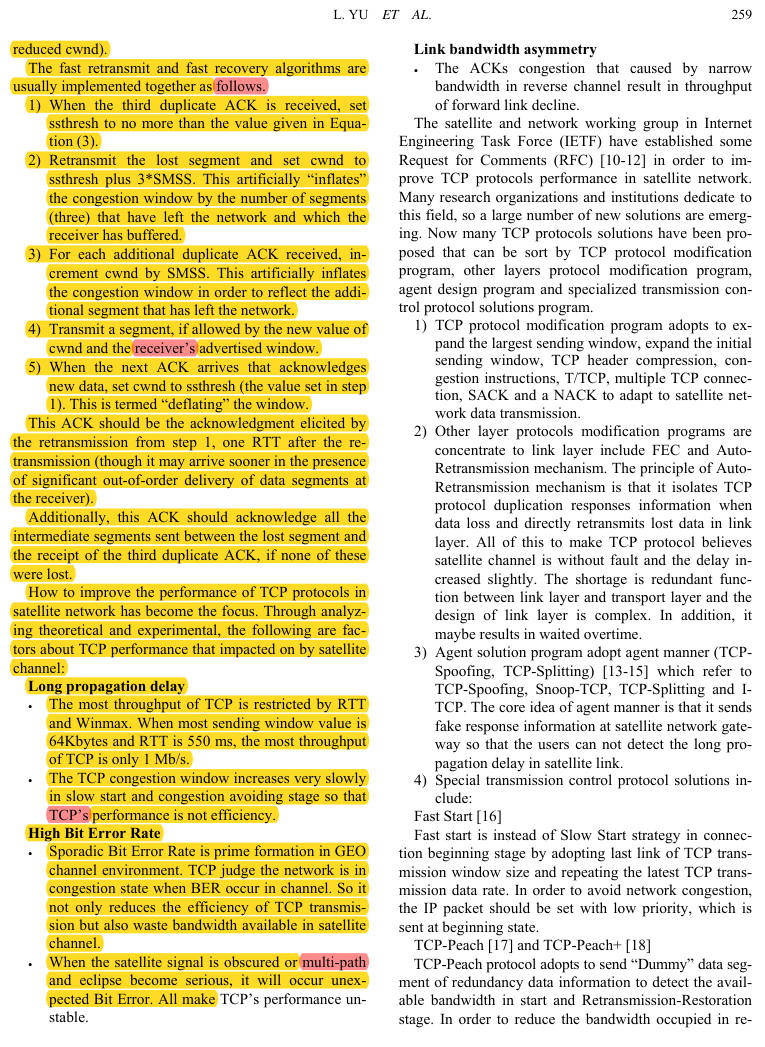 L. YU ET AL.
259
reduced cwnd).
The fast retransmit and fast recovery algorithms are
usually implemented together as follows.
1) When the third duplicate ACK is received, set
ssthresh to no more than the value given in Equa-
tion (3).
2) Retransmit the lost segment and set cwnd to
ssthresh plus 3*SMSS. This artificially “inflates”
the congestion window by the number of segments
(three) that have left the network and which the
receiver has buffered.
3) For each additional duplicate ACK received, in-
crement cwnd by SMSS. This artificially inflates
the congestion window in order to reflect the addi-
tional segment that has left the network.
4) Transmit a segment, if allowed by the new value of
cwnd and the receiver’s advertised window.
5) When the next ACK arrives that acknowledges
new data, set cwnd to ssthresh (the value set in step
1). This is termed “deflating” the window.
This ACK should be the acknowledgment elicited by
the retransmission from step 1, one RTT after the re-
transmission (though it may arrive sooner in the presence
of significant out-of-order delivery of data segments at
the receiver).
Additionally, this ACK should acknowledge all the
intermediate segments sent between the lost segment and
the receipt of the third duplicate ACK, if none of these
were lost.
How to improve the performance of TCP protocols in
satellite network has become the focus. Through analyz-
ing theoretical and experimental, the following are fac-
tors about TCP performance that impacted on by satellite
channel:
Long propagation delay
• The most throughput of TCP is restricted by RTT
and Winmax. When most sending window value is
64Kbytes and RTT is 550 ms, the most throughput
of TCP is only 1 Mb/s.
• The TCP congestion window increases very slowly
in slow start and congestion avoiding stage so that
TCP’s performance is not efficiency.
High Bit Error Rate
• Sporadic Bit Error Rate is prime formation in GEO
channel environment. TCP judge the network is in
congestion state when BER occur in channel. So it
not only reduces the efficiency of TCP transmis-
sion but also waste bandwidth available in satellite
channel.
• When the satellite signal is obscured or multi-path
and eclipse become serious, it will occur unex-
pected Bit Error. All make TCP’s performance un-
stable.
Link bandwidth asymmetry
• The ACKs congestion that caused by narrow
bandwidth in reverse channel result in throughput
of forward link decline.
The satellite and network working group in Internet
Engineering Task Force (IETF) have established some
Request for Comments (RFC) [10-12] in order to im-
prove TCP protocols performance in satellite network.
Many research organizations and institutions dedicate to
this field, so a large number of new solutions are emerg-
ing. Now many TCP protocols solutions have been pro-
posed that can be sort by TCP protocol modification
program, other layers protocol modification program,
agent design program and specialized transmission con-
trol protocol solutions program.
1) TCP protocol modification program adopts to ex-
pand the largest sending window, expand the initial
sending window, TCP header compression, con-
gestion instructions, T/TCP, multiple TCP connec-
tion, SACK and a NACK to adapt to satellite net-
work data transmission.
2) Other layer protocols modification programs are
concentrate to link layer include FEC and Auto-
Retransmission mechanism. The principle of Auto-
Retransmission mechanism is that it isolates TCP
protocol duplication responses information when
data loss and directly retransmits lost data in link
layer. All of this to make TCP protocol believes
satellite channel is without fault and the delay in-
creased slightly. The shortage is redundant func-
tion between link layer and transport layer and the
design of link layer is complex. In addition, it
maybe results in waited overtime.
3) Agent solution program adopt agent manner (TCP-
Spoofing, TCP-Splitting) [13-15] which refer to
TCP-Spoofing, Snoop-TCP, TCP-Splitting and I-
TCP. The core idea of agent manner is that it sends
fake response information at satellite network gate-
way so that the users can not detect the long pro-
pagation delay in satellite link.
4) Special transmission control protocol solutions in-
clude:
Fast Start [16]
Fast start is instead of Slow Start strategy in connec-
tion beginning stage by adopting last link of TCP trans-
mission window size and repeating the latest TCP trans-
mission data rate. In order to avoid network congestion,
the IP packet should be set with low priority, which is
sent at beginning state.
TCP-Peach [17] and TCP-Peach+ [18]
TCP-Peach protocol adopts to send “Dummy” data seg-
ment of redundancy data information to detect the avail-
able bandwidth in start and Retransmission-Restoration
stage. In order to reduce the bandwidth occupied in re-